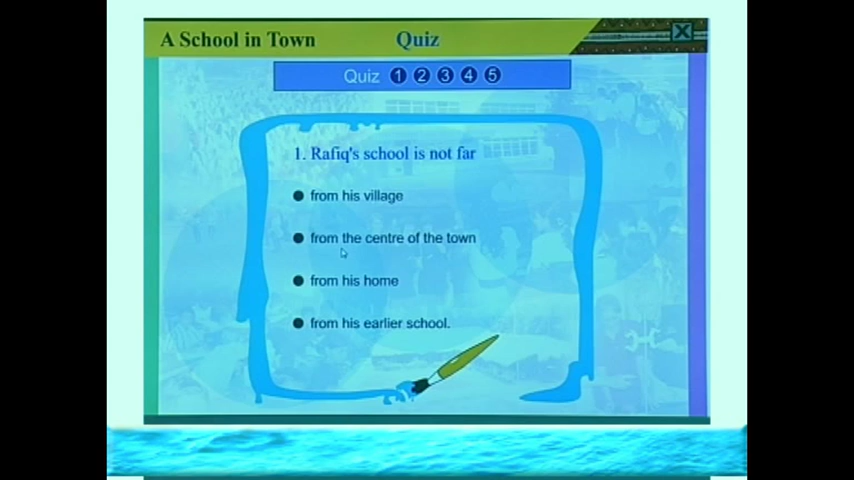 A School in Town Quiz
Quiz 1 2 3 4 5
1. Rafiq's school is not far
from his village
from the centre of the town
from his home
from his earlier school.